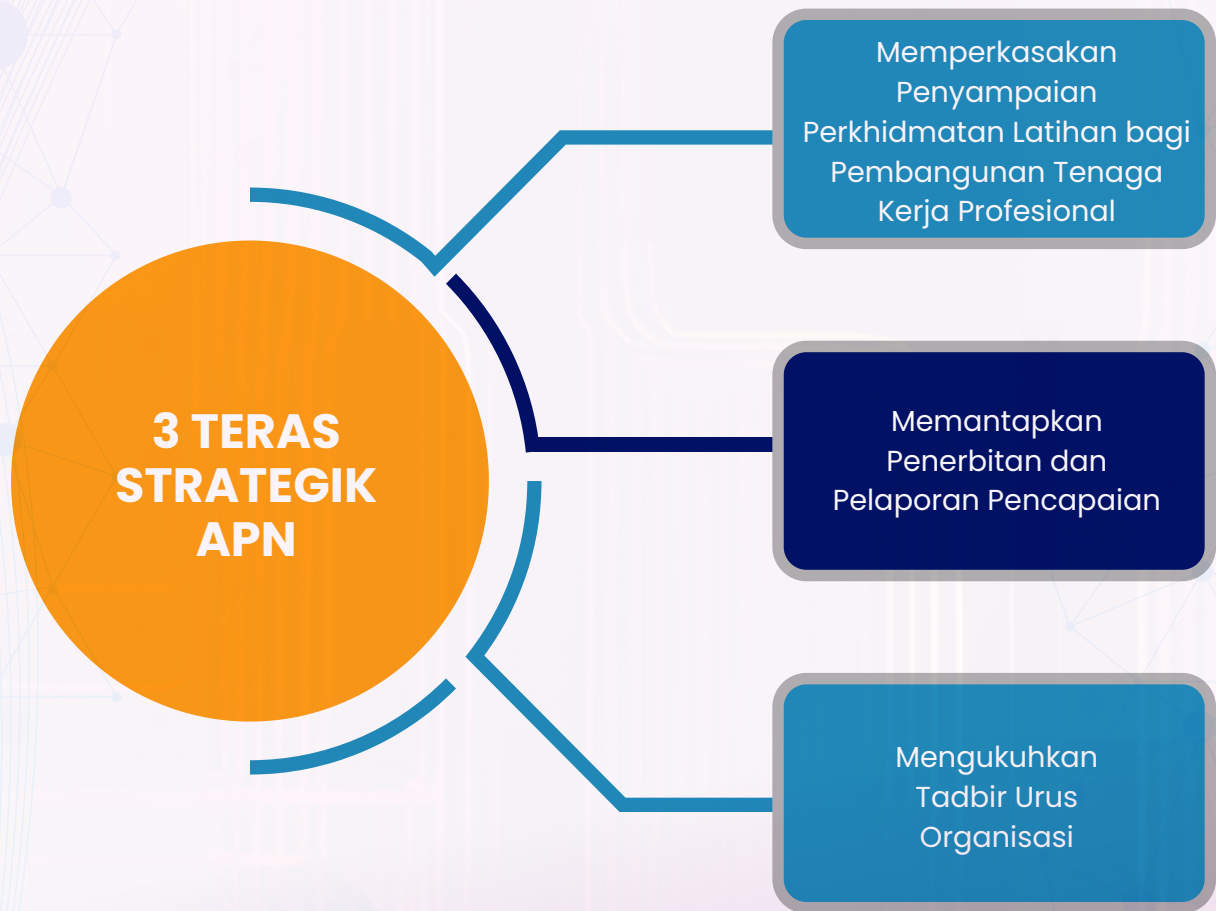 3 TERAS
STRATEGIK
APN
Memperkasakan
Penyampaian
Perkhidmatan Latihan bagi
Pembangunan Tenaga
Kerja Profesional
Memantapkan
Penerbitan dan
Pelaporan Pencapaian
Mengukuhkan
Tadbir Urus
Organisasi